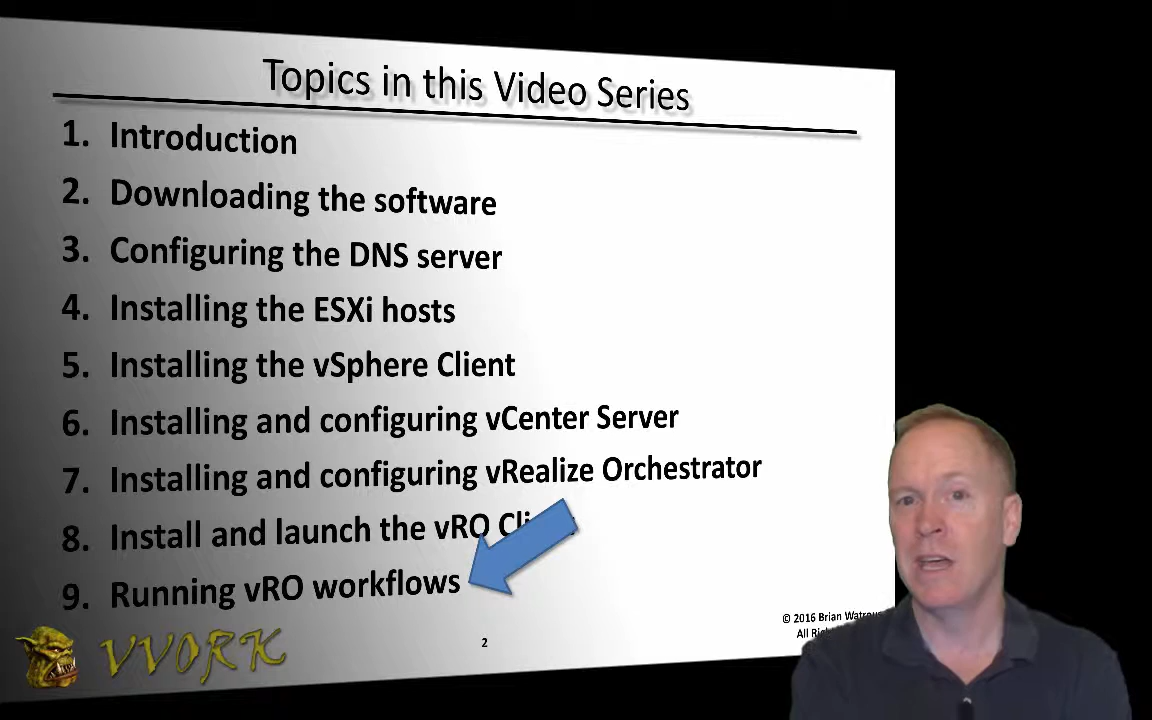 Topics in this Video Series
1. Introduction
2. Downloading the software
3. Configuring the DNS server
4. Installing the ESXi hosts
5. Installing the vSphere Client
6. Installing and configuring vCenter Server
7. Installing and configuring vRealize Orchestrator
8. Install and launch the vRO
9. Running vRO workflows
© 2016 Brian
All
VVORK
2